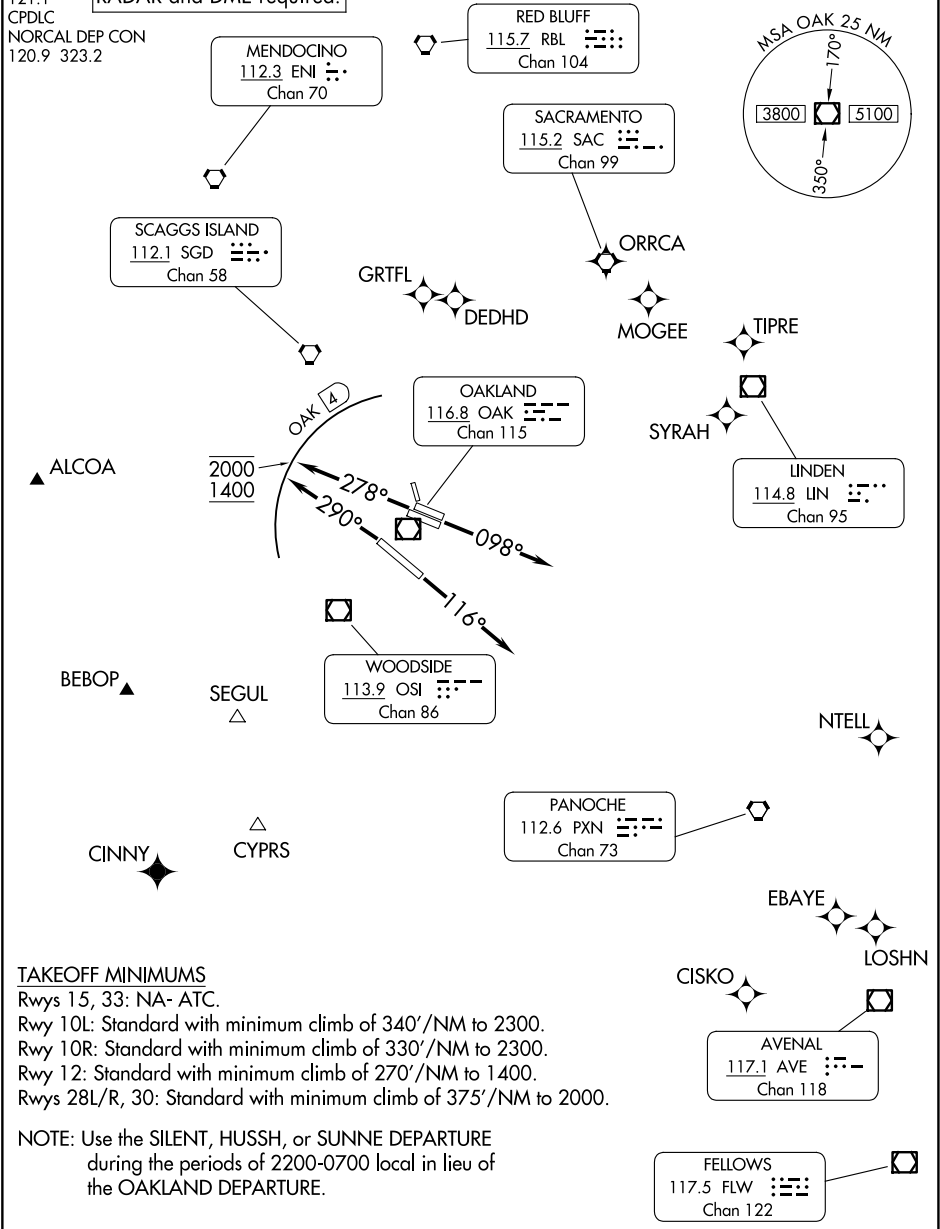 RADAR and DME required.
CPDLC
NORCAL DEP CON
120.9 323.2
RED BLUFF
115.7 RBL
Chan 104
MENDOCINO
112.3 ENI
Chan 70
MSA OAK 25 NM
170°
3800
5100
350°
SACRAMENTO
115.2 SAC
Chan 99
SCAGGS ISLAND
112.1 SGD
Chan 58
ORRCA
GRTFL
DEDHD
MOGEE
TIPRE
OAKLAND
116.8 OAK
Chan 115
OAK 4
SYRAH
ALCOA
2000
1400
278°
290°
098°
116°
LINDEN
114.8 LIN
Chan 95
WOODSIDE
113.9 OSI
Chan 86
BEBOP
SEGUL
NTELL
PANOCHE
112.6 PXN
Chan 73
CINNY
CYPRS
EBAYE
LOSHN
CISKO
AVENAL
117.1 AVE
Chan 118
TAKEOFF MINIMUMS
Rwys 15, 33: NA- ATC.
Rwy 10L: Standard with minimum climb of 340'/NM to 2300.
Rwy 10R: Standard with minimum climb of 330'/NM to 2300.
Rwy 12: Standard with minimum climb of 270'/NM to 1400.
Rwys 28L/R, 30: Standard with minimum climb of 375'/NM to 2000.
NOTE: Use the SILENT, HUSSH, or SUNNE DEPARTURE
during the periods of 2200-0700 local in lieu of
the OAKLAND DEPARTURE.
FELLOWS
117.5 FLW
Chan 122